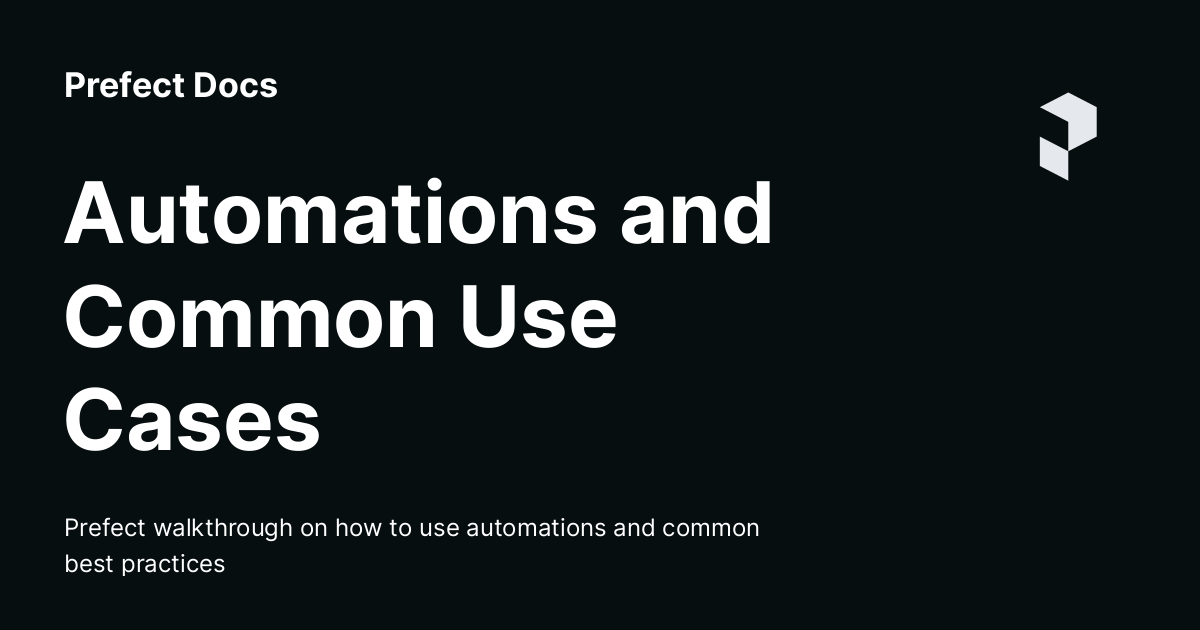 Prefect Docs
Automations and
Common Use
Cases
Prefect walkthrough on how to use automations and common
best practices